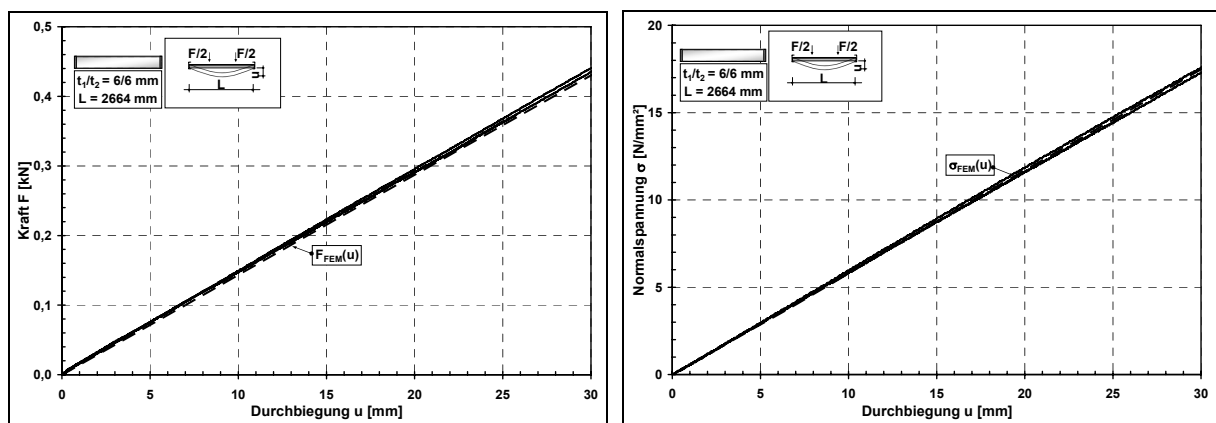 0,5
0,4
0,3
0,2
0,1
0,0
Kraft F [kN]
t₁/t₂ = 6/6 mm
L = 2664 mm
F/2
F/2
u
L
F_FEM(u)
0
5
10
15
20
25
30
Durchbiegung u [mm]
20
15
10
5
0
Normalspannung σ [N/mm²]
t₁/t₂ = 6/6 mm
L = 2664 mm
F/2
F/2
u
L
σ_FEM(u)
0
5
10
15
20
25
30
Durchbiegung u [mm]